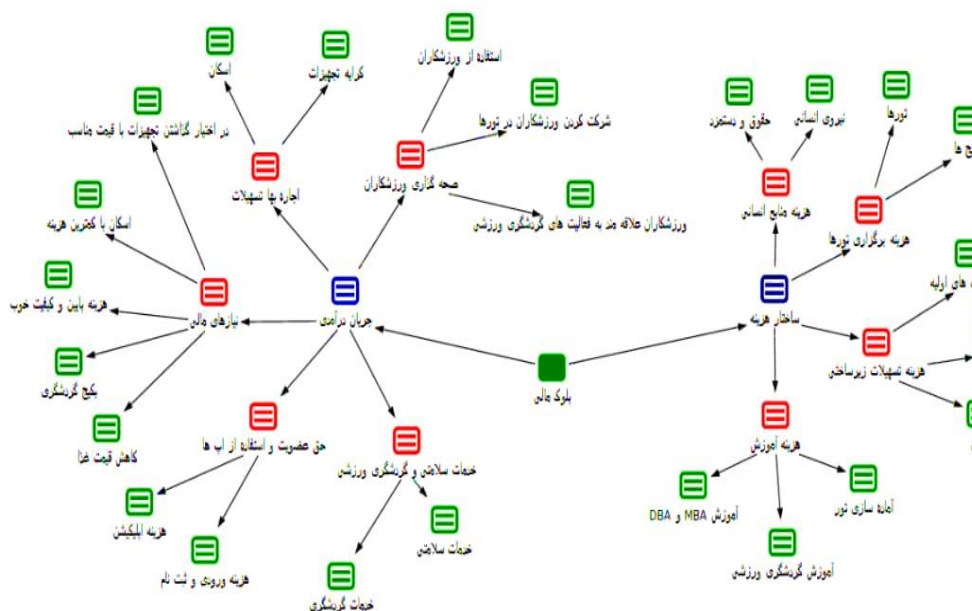 استفاده از ورزشکاران
اسکان
کرایه تجهیزات
شرکت کردن ورزشکاران در تورها
در اختیار گذاشتن تجهیزات با قیمت مناسب
صحه گذاری ورزشکاران
اجاره بها تسهیلات
ورزشکاران علاقه مند به فعالیت های گردشگری ورزشی
اسکان با کمترین هزینه
هزینه پایین و کیفیت خوب
نیازهای مالی
جریان درآمدی
پکیج گردشگری
کاهش قیمت غذا
حق عضویت و استفاده از اپ ها
خدمات سلامتی و گردشگری ورزشی
هزینه اپلیکیشن
هزینه ورودی و ثبت نام
خدمات سلامتی
خدمات گردشگری
بلوک مالی
تورها
نیروی انسانی
حقوق و دستمزد
ها
هزینه منابع انسانی
هزینه برگزاری تورها
های اولیه
ساختار هزینه
هزینه تسهیلات زیرساختی
هزینه آموزش
آماده سازی تور
آموزش MBA و DBA
آموزش گردشگری ورزشی